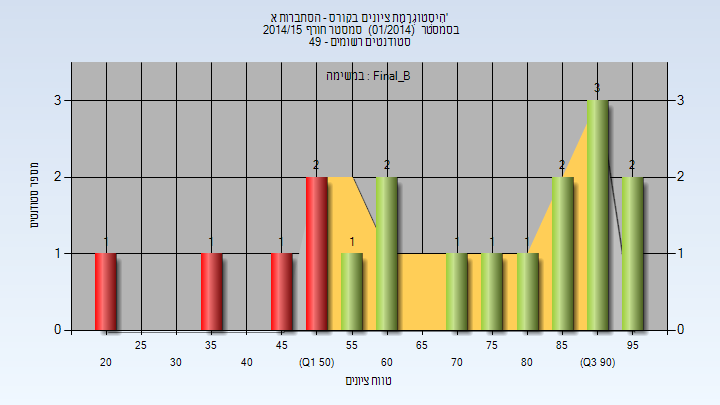 היסטוגרמת ציונים בקורס - הסתברות א'
בסמסטר (01/2014) סמסטר חורף 2014/15
סטודנטים רשומים - 49
במשימה : Final_B
מספר סטודנטים
3 3
2 2
1 1
0 0
1 1 1 2 1 2 1 1 1 2 3 2
25 35 45 55 65 75 85 95
20 30 40 (Q1 50) 60 70 80 (Q3 90)
טווח ציונים